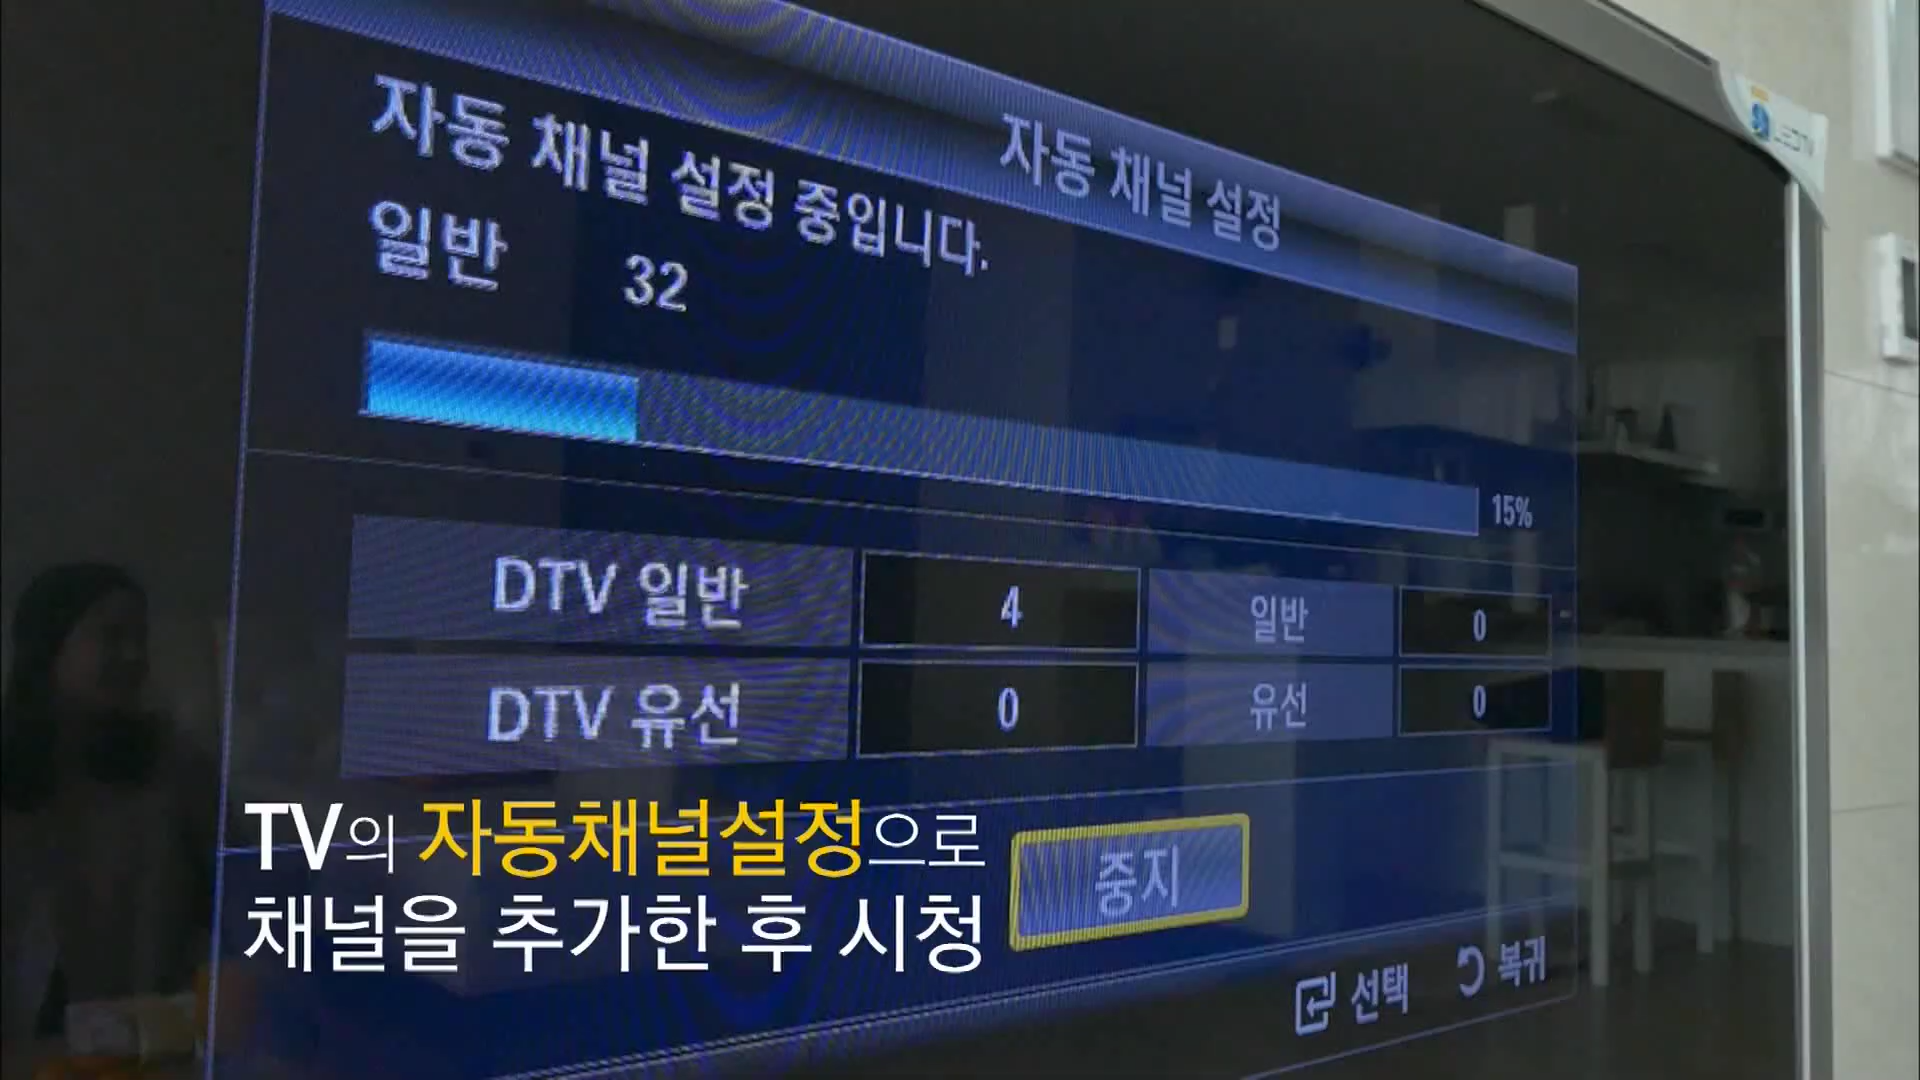 자동 채널 설정
자동 채널 설정 중입니다.
일반 32
15%
DTV 일반 4 일반 0
DTV 유선 0 유선 0
중지
선택 복귀
TV의 자동채널설정으로
채널을 추가한 후 시청